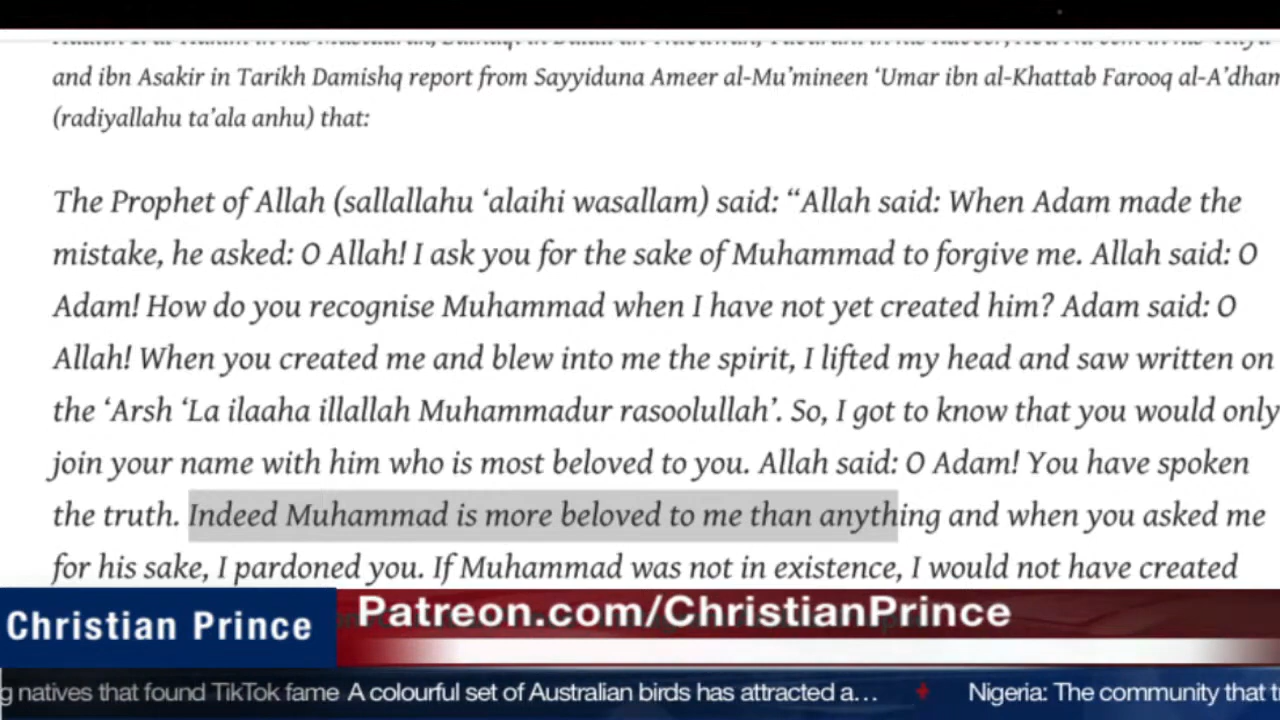 and ibn Asakir in Tarikh Damishq report from Sayyiduna Ameer al-Mu’mineen ‘Umar ibn al-Khattab Farooq al-A’dham
(radiyallahu ta’ala anhu) that:
The Prophet of Allah (sallallahu ‘alaihi wasallam) said: “Allah said: When Adam made the
mistake, he asked: O Allah! I ask you for the sake of Muhammad to forgive me. Allah said: O
Adam! How do you recognise Muhammad when I have not yet created him? Adam said: O
Allah! When you created me and blew into me the spirit, I lifted my head and saw written on
the ‘Arsh ‘La ilaaha illallah Muhammadur rasoolullah’. So, I got to know that you would only
join your name with him who is most beloved to you. Allah said: O Adam! You have spoken
the truth. Indeed Muhammad is more beloved to me than anything and when you asked me
for his sake, I pardoned you. If Muhammad was not in existence, I would not have created
Christian Prince
Patreon.com/ChristianPrince
g natives that found TikTok fame A colourful set of Australian birds has attracted a… Nigeria: The community that t